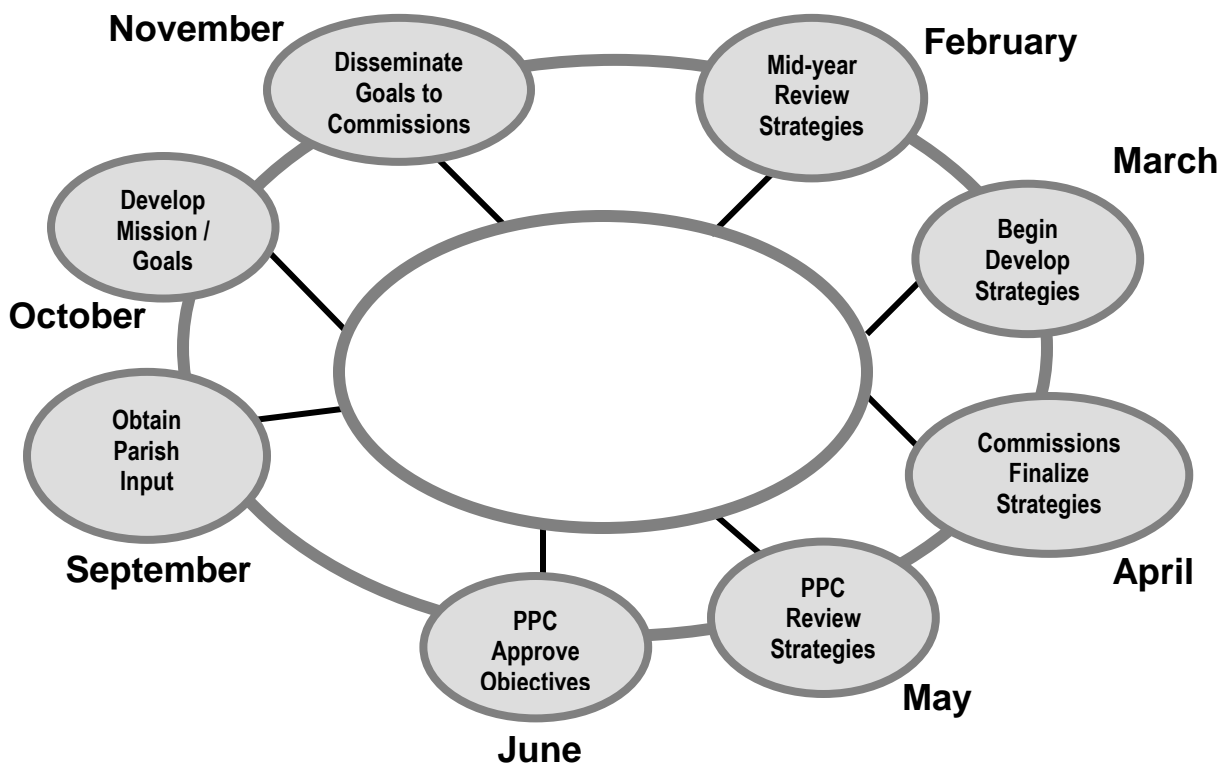 November
Disseminate
Goals to
Commissions
February
Mid-year
Review
Strategies
March
Begin
Develop
Strategies
Develop
Mission /
Goals
October
Obtain
Parish
Input
September
Commissions
Finalize
Strategies
April
PPC
Review
Strategies
May
PPC
Approve
Objectives
June